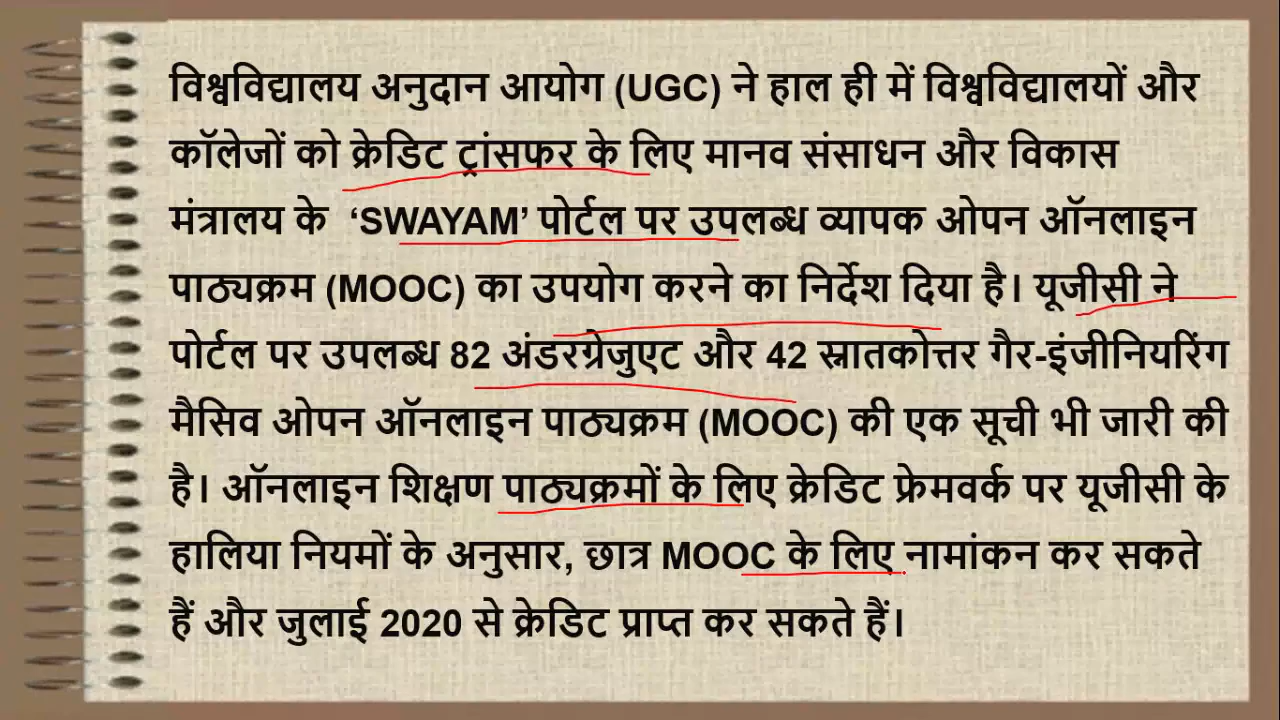 विश्वविद्यालय अनुदान आयोग (UGC) ने हाल ही में विश्वविद्यालयों और
कॉलेजों को क्रेडिट ट्रांसफर के लिए मानव संसाधन और विकास
मंत्रालय के ‘SWAYAM’ पोर्टल पर उपलब्ध व्यापक ओपन ऑनलाइन
पाठ्यक्रम (MOOC) का उपयोग करने का निर्देश दिया है। यूजीसी ने
पोर्टल पर उपलब्ध 82 अंडरग्रेजुएट और 42 स्नातकोत्तर गैर-इंजीनियरिंग
मैसिव ओपन ऑनलाइन पाठ्यक्रम (MOOC) की एक सूची भी जारी की
है। ऑनलाइन शिक्षण पाठ्यक्रमों के लिए क्रेडिट फ्रेमवर्क पर यूजीसी के
हालिया नियमों के अनुसार, छात्र MOOC के लिए नामांकन कर सकते
हैं और जुलाई 2020 से क्रेडिट प्राप्त कर सकते हैं।